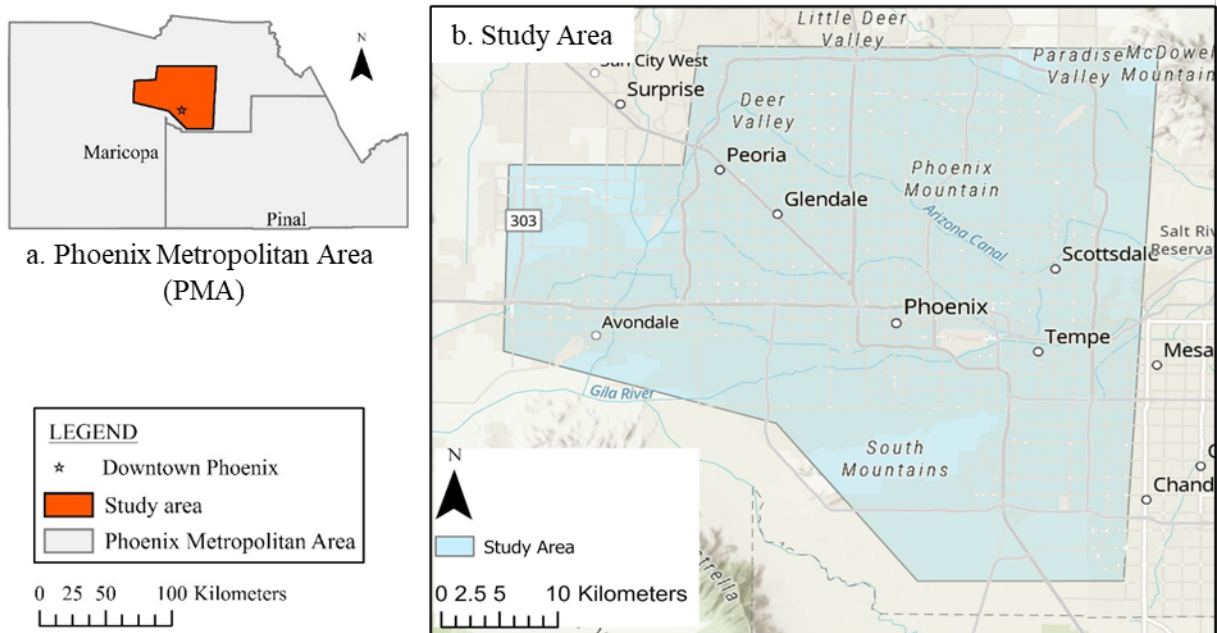 N
Maricopa
Pinal
a. Phoenix Metropolitan Area
(PMA)
LEGEND
Downtown Phoenix
Study area
Phoenix Metropolitan Area
0 25 50 100 Kilometers
b. Study Area
Little Deer
Valley
Paradise
Valley
McDowell
Mountain
Sun City West
Surprise
Deer
Valley
Peoria
Phoenix
Mountain
Glendale
303
Arizona Canal
Salt Riv
Reserva
Scottsdale
Phoenix
Avondale
Tempe
Mesa
Gila River
South
Mountains
Chand
N
Study Area
trella
0 2.5 5 10 Kilometers